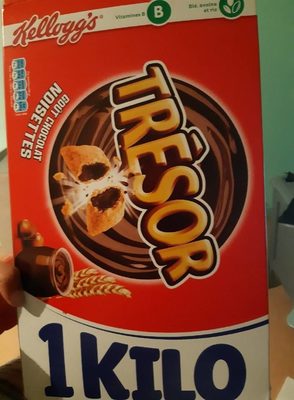 Kellogg's
Vitamines B
B
Blé, avoine
et riz
TRÉSOR
GOÛT CHOCOLAT
NOISETTES
1 KILO